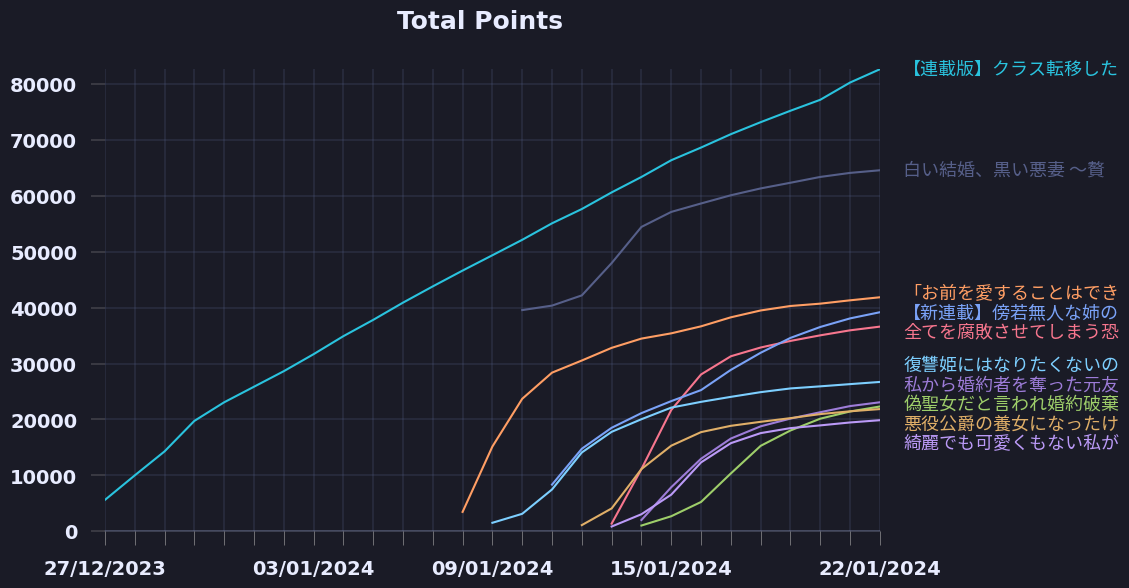 Total Points
80000
70000
60000
50000
40000
30000
20000
10000
0
27/12/2023
03/01/2024
09/01/2024
15/01/2024
22/01/2024
【連載版】クラス転移した
白い結婚、黒い悪妻 ～贅
「お前を愛することはでき
【新連載】傍若無人な姉の
全てを腐敗させてしまう恐
復讐姫にはなりたくないの
私から婚約者を奪った元友
偽聖女だと言われ婚約破棄
悪役公爵の養女になったけ
綺麗でも可愛くもない私が